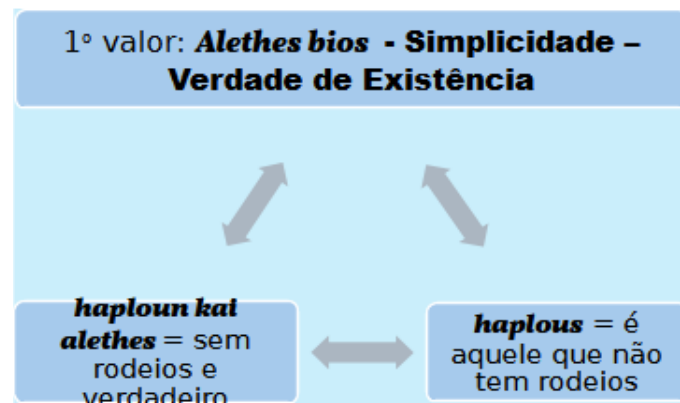 1º valor: Alethes bios - Simplicidade –
Verdade de Existência
haploun kai
alethes = sem
rodeios e
verdadeiro
haplous = é
aquele que não
tem rodeios